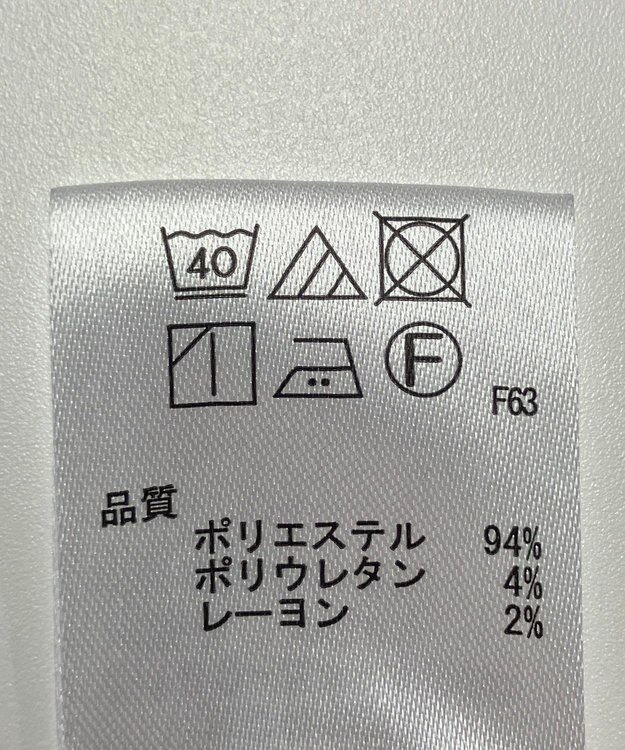 40
F
F63
品質
ポリエステル 94%
ポリウレタン 4%
レーヨン 2%